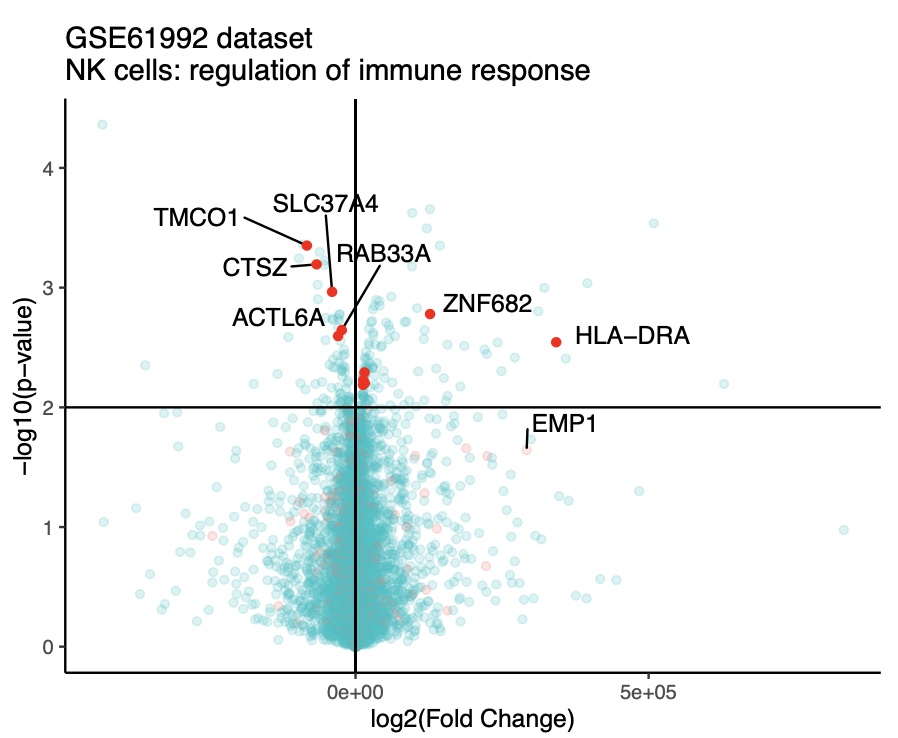 GSE61992 dataset
NK cells: regulation of immune response
−log10(p−value)
4
3
2
1
0
TMCO1
SLC37A4
CTSZ
RAB33A
ACTL6A
ZNF682
HLA−DRA
EMP1
0e+00
5e+05
log2(Fold Change)